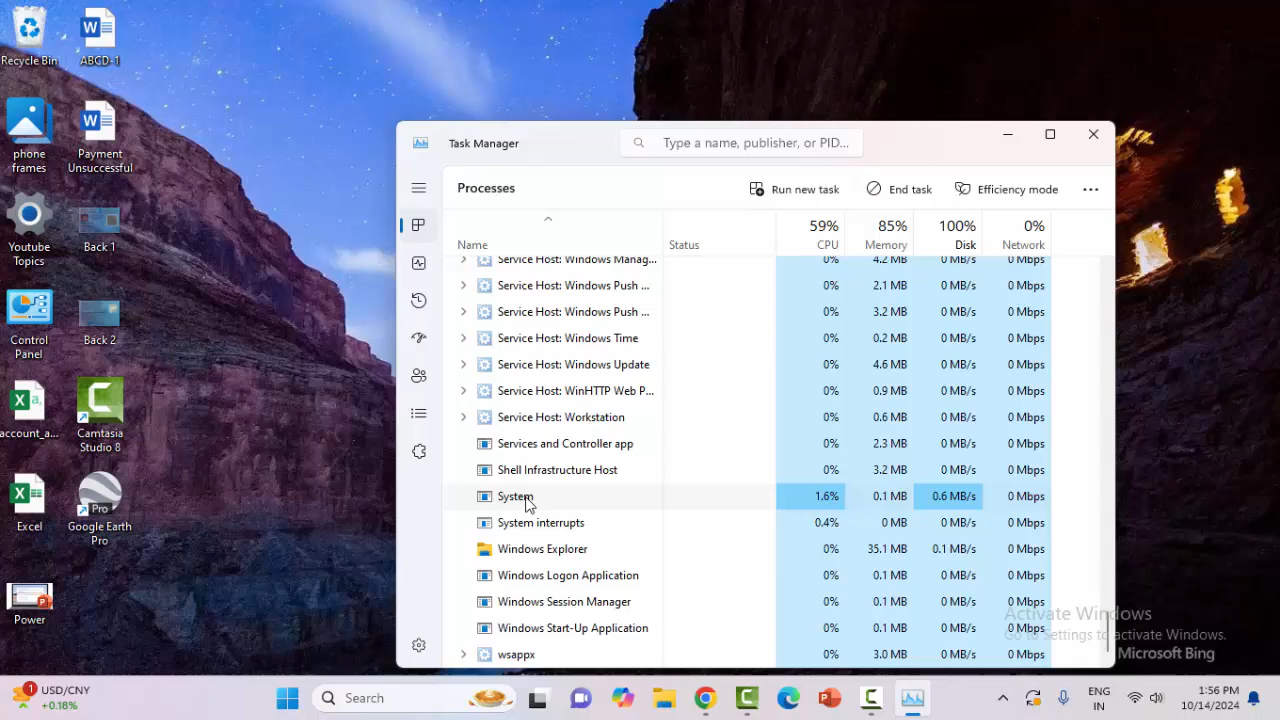 Recycle Bin
ABCD-1
phone
frames
Payment
Unsuccessful
Youtube
Topics
Back 1
Control
Panel
Back 2
account_a...
Camtasia
Studio 8
Excel
Pro
Google Earth
Pro
Power
Task Manager
Type a name, publisher, or PID...
Processes
Run new task
End task
Efficiency mode
59% 85% 100% 0%
Name Status CPU Memory Disk Network
Service Host: Windows Manag... 0% 4.2 MB 0 MB/s 0 Mbps
Service Host: Windows Push ... 0% 2.1 MB 0 MB/s 0 Mbps
Service Host: Windows Push ... 0% 3.2 MB 0 MB/s 0 Mbps
Service Host: Windows Time 0% 0.2 MB 0 MB/s 0 Mbps
Service Host: Windows Update 0% 4.6 MB 0 MB/s 0 Mbps
Service Host: WinHTTP Web P... 0% 0.9 MB 0 MB/s 0 Mbps
Service Host: Workstation 0% 0.6 MB 0 MB/s 0 Mbps
Services and Controller app 0% 2.3 MB 0 MB/s 0 Mbps
Shell Infrastructure Host 0% 3.2 MB 0 MB/s 0 Mbps
System 1.6% 0.1 MB 0.6 MB/s 0 Mbps
System interrupts 0.4% 0 MB 0 MB/s 0 Mbps
Windows Explorer 0% 35.1 MB 0.1 MB/s 0 Mbps
Windows Logon Application 0% 0.1 MB 0 MB/s 0 Mbps
Windows Session Manager 0% 0.1 MB 0 MB/s 0 Mbps
Windows Start-Up Application 0% 0.1 MB 0 MB/s 0 Mbps
wsappx 0% 3.0 MB 0 MB/s 0 Mbps
Activate Windows
Go to Settings to activate Windows.
Microsoft Bing
1
USD/CNY
+0.18%
Search
ENG
IN
1:56 PM
10/14/2024